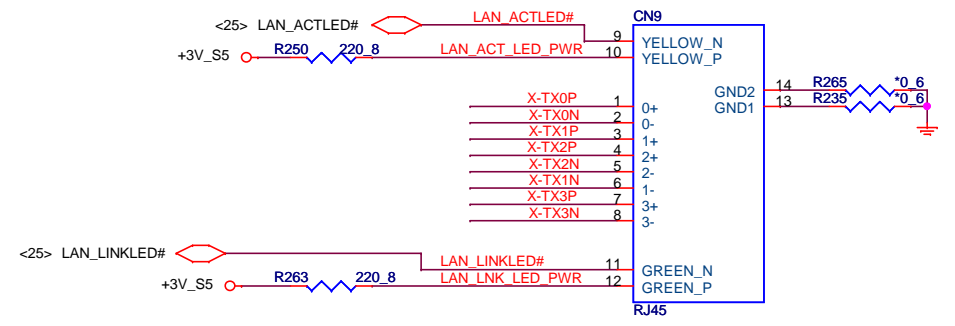 <25> LAN_ACTLED#
LAN_ACTLED#
CN9
+3V_S5
R250
220_8
LAN_ACT_LED_PWR
9
YELLOW_N
10
YELLOW_P
GND2
14
R265
*0_6
GND1
13
R235
*0_6
X-TX0P
1
0+
X-TX0N
2
0-
X-TX1P
3
1+
X-TX2P
4
2+
X-TX2N
5
2-
X-TX1N
6
1-
X-TX3P
7
3+
X-TX3N
8
3-
<25> LAN_LINKLED#
LAN_LINKLED#
11
GREEN_N
+3V_S5
R263
220_8
LAN_LNK_LED_PWR
12
GREEN_P
RJ45